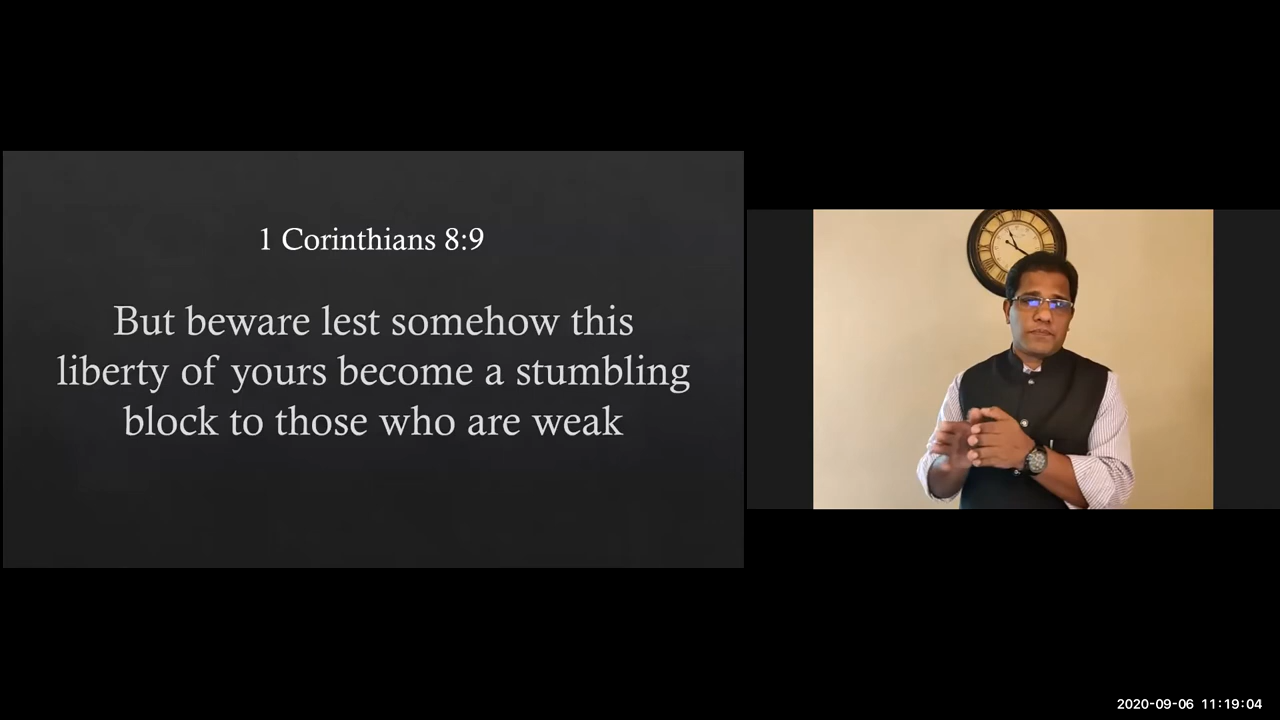 1 Corinthians 8:9
But beware lest somehow this
liberty of yours become a stumbling
block to those who are weak
2020-09-06 11:19:04